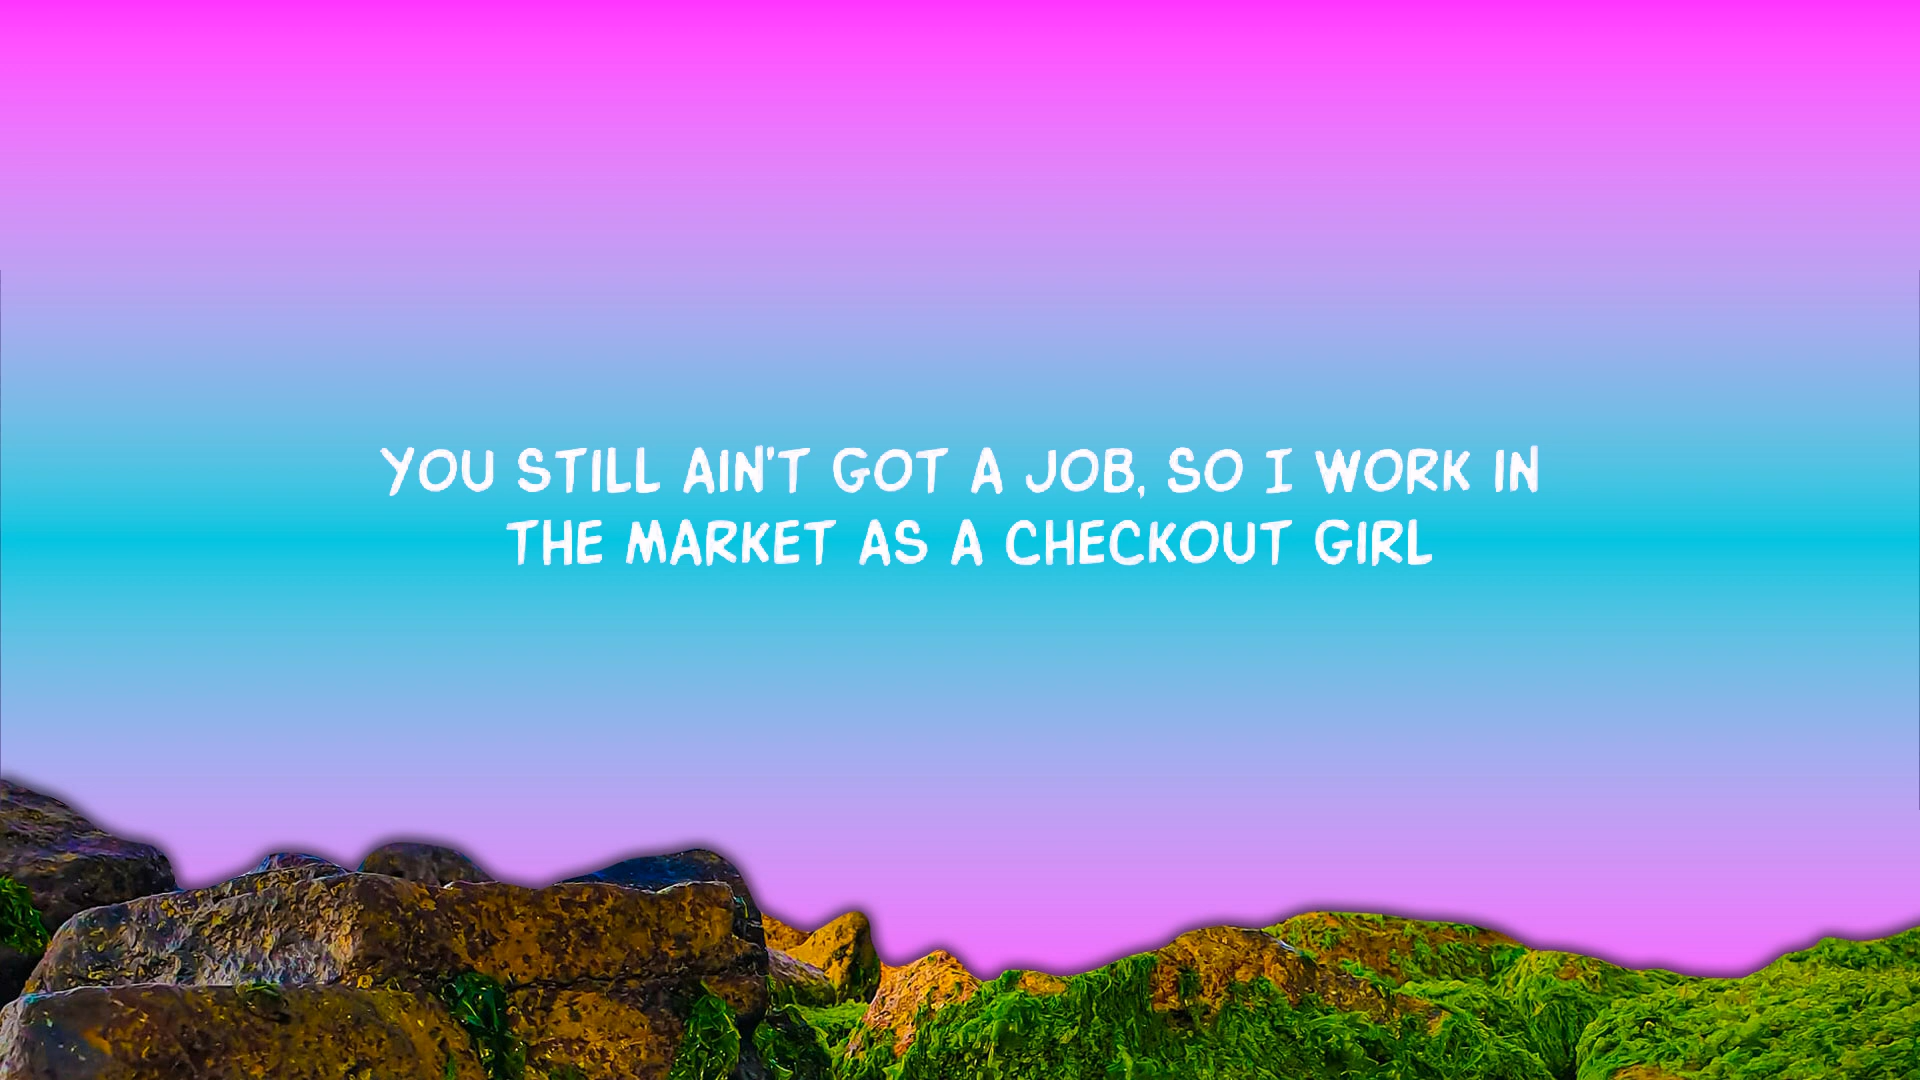 YOU STILL AIN'T GOT A JOB, SO I WORK IN
THE MARKET AS A CHECKOUT GIRL